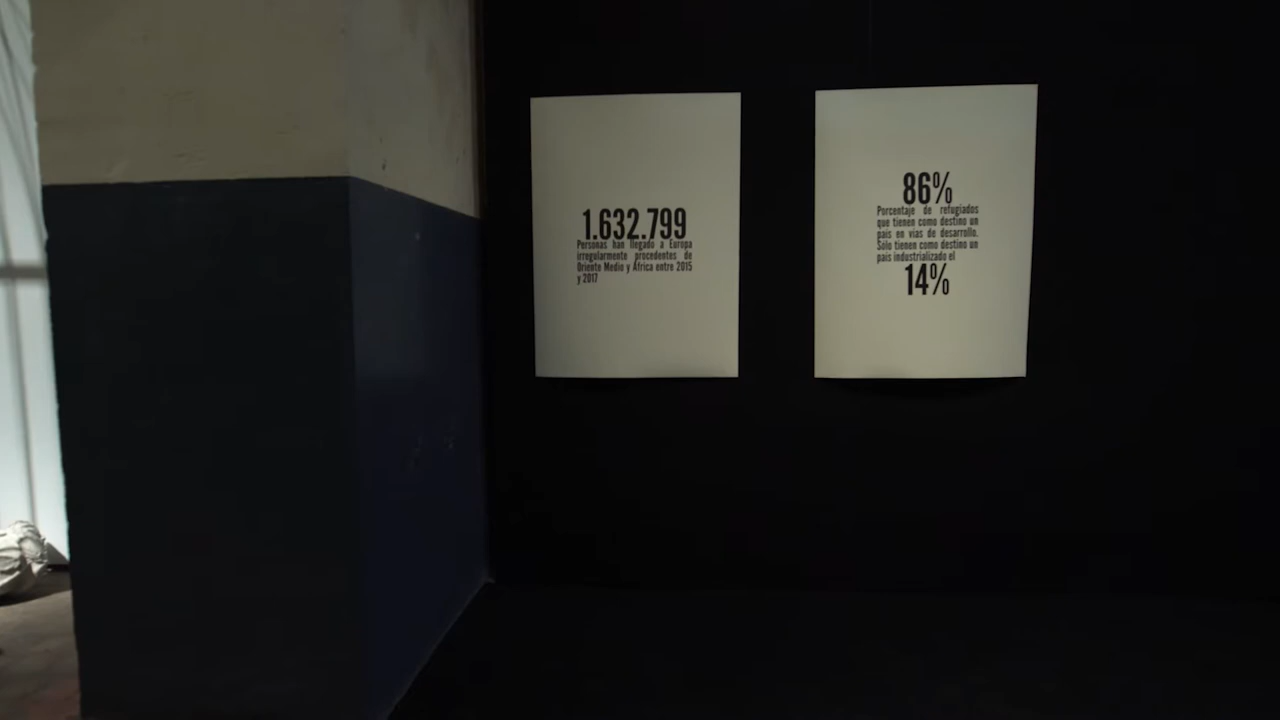 1.632.799
Personas han llegado a Europa
irregularmente procedentes de
Oriente Medio y África entre 2015
y 2017
86%
Porcentaje de refugiados
que tienen como destino un
país en vías de desarrollo.
Sólo tienen como destino un
país industrializado el
14%